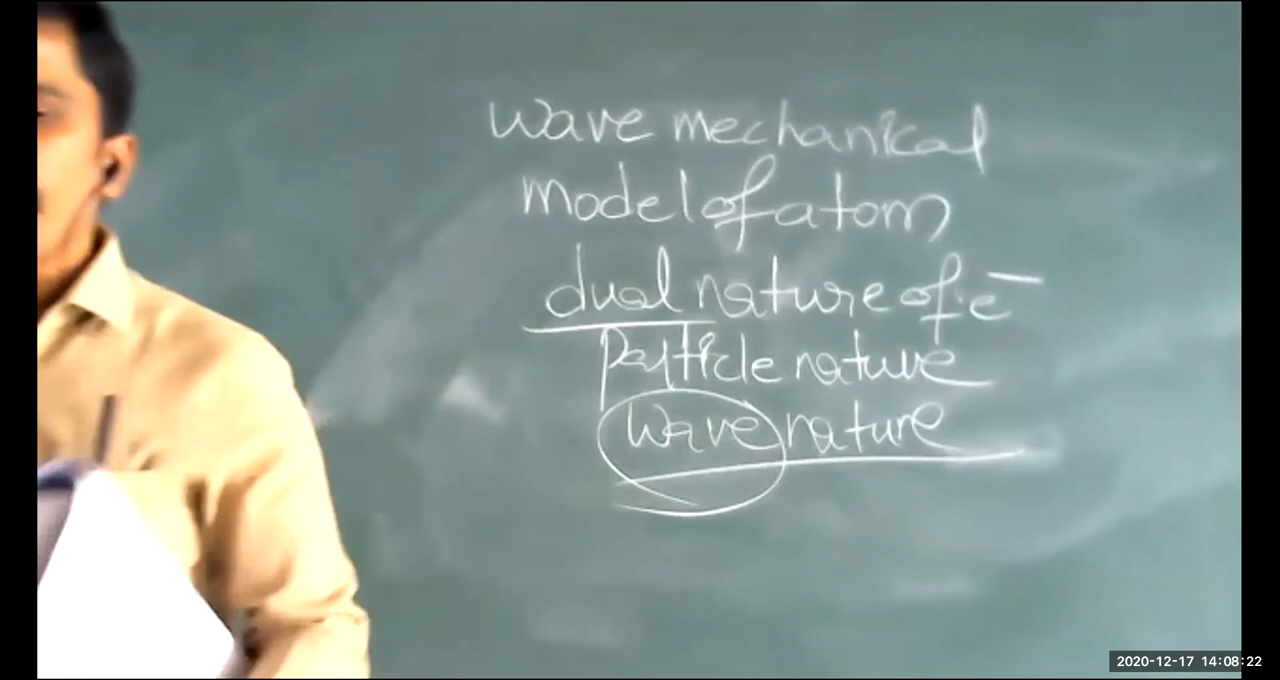 wave mechanical
model of atom
dual nature of e⁻
Particle nature
wave nature
2020-12-17 14:08:22